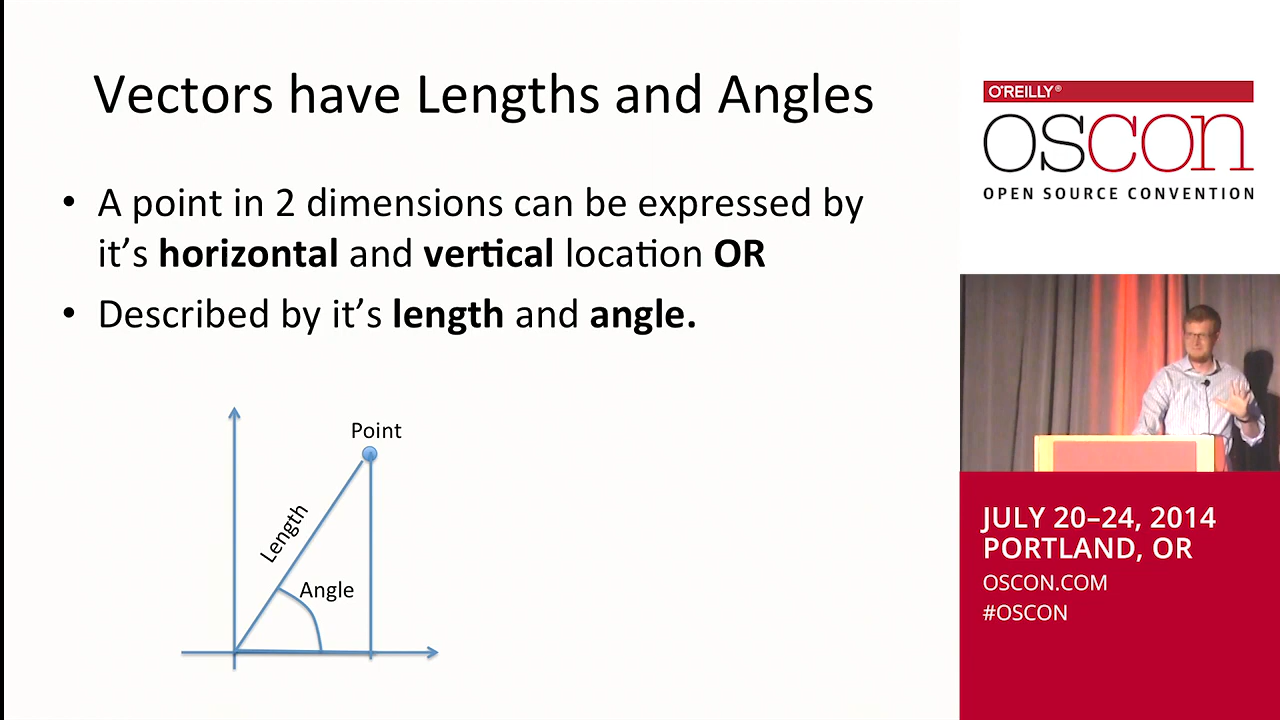 Vectors have Lengths and Angles
• A point in 2 dimensions can be expressed by
it’s horizontal and vertical location OR
• Described by it’s length and angle.
Point
Length
Angle
O'REILLY®
OSCON
OPEN SOURCE CONVENTION
JULY 20–24, 2014
PORTLAND, OR
OSCON.COM
#OSCON